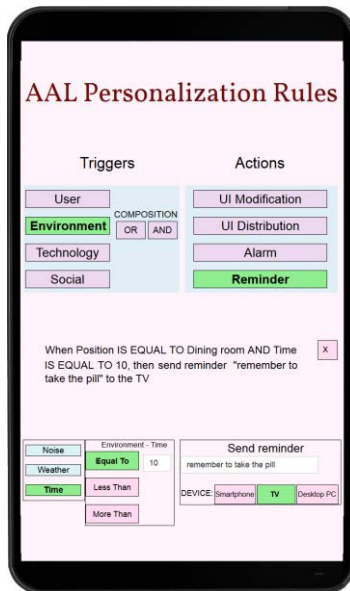 AAL Personalization Rules
Triggers
Actions
User
Environment
Technology
Social
COMPOSITION
OR AND
UI Modification
UI Distribution
Alarm
Reminder
When Position IS EQUAL TO Dining room AND Time
IS EQUAL TO 10, then send reminder "remember to
take the pill" to the TV
X
Noise
Weather
Time
Environment - Time
Equal To 10
Less Than
More Than
Send reminder
remember to take the pill
DEVICE: Smartphone TV Desktop PC